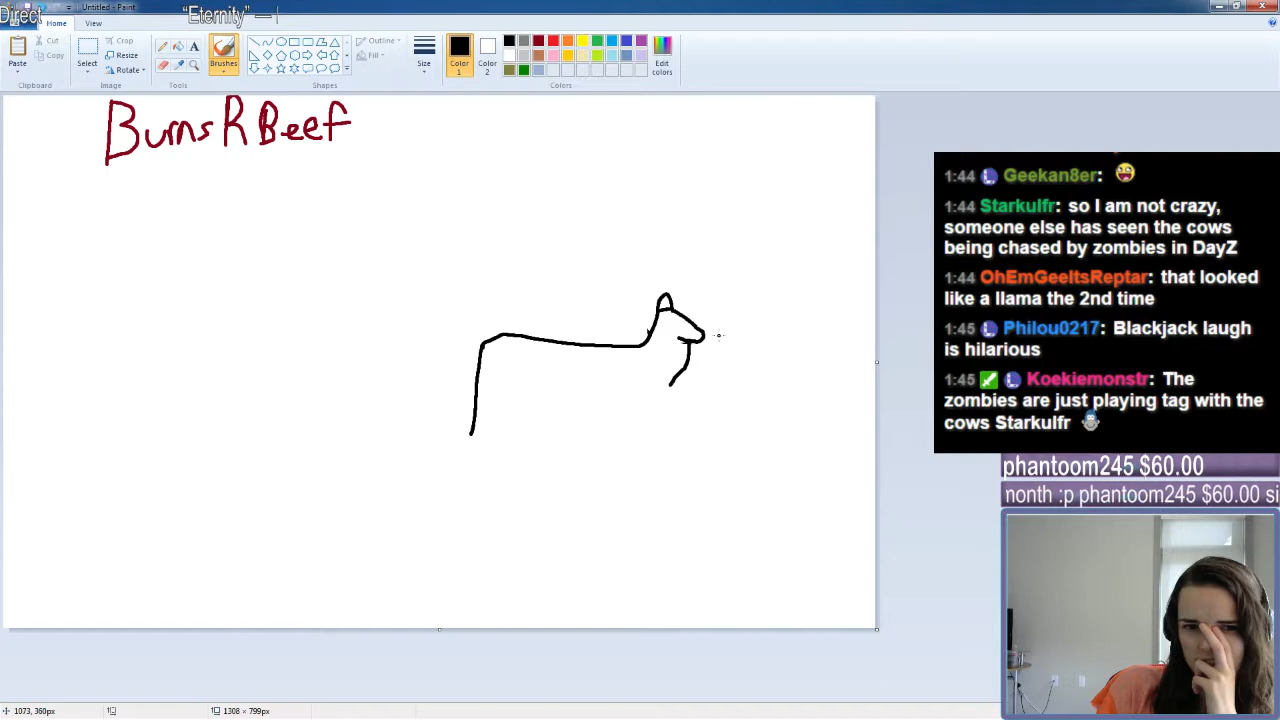 Direct
"Eternity" —
Untitled - Paint
Home
View
Paste
Cut
Copy
Clipboard
Select
Crop
Resize
Rotate
Image
A
Tools
Brushes
Outline
Fill
Shapes
Size
Color 1
Color 2
Edit colors
Colors
Burns R Beef
1:44 Geekan8er:
1:44 Starkulfr: so I am not crazy,
someone else has seen the cows
being chased by zombies in DayZ
1:44 OhEmGeeItsReptar: that looked
like a llama the 2nd time
1:45 Philou0217: Blackjack laugh
is hilarious
1:45 Koekiemonstr: The
zombies are just playing tag with the
cows Starkulfr
phantoom245 $60.00
month :p phantoom245 $60.00 si
1073, 360px
1308 × 799px